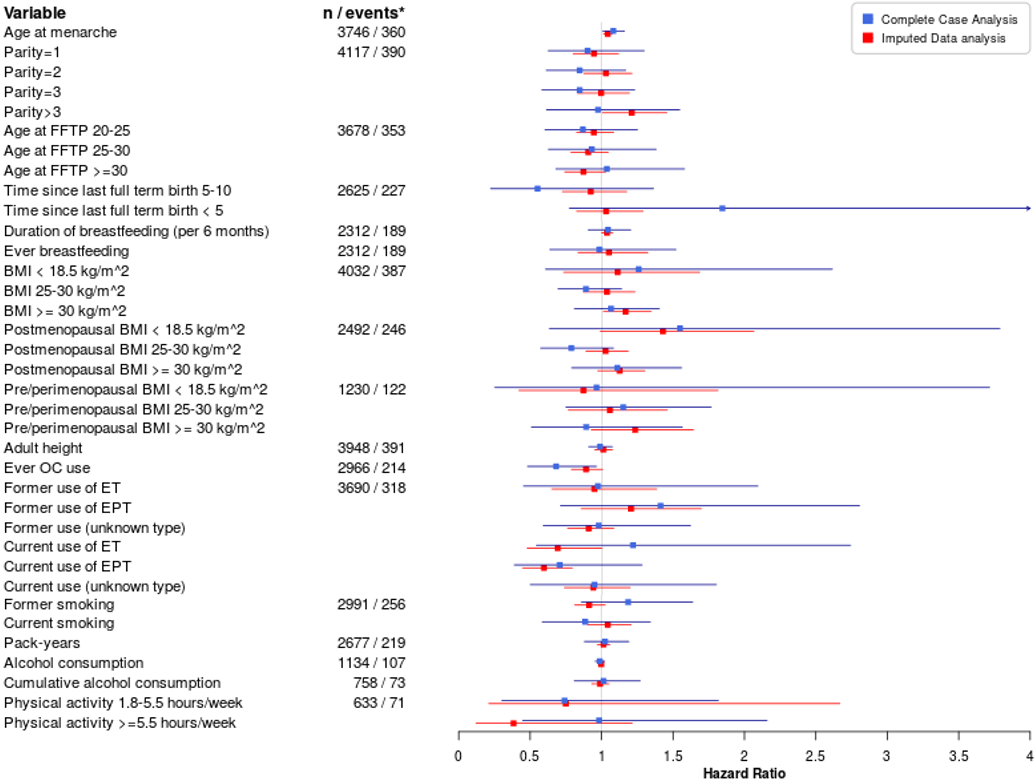 Variable n / events*
Complete Case Analysis
Imputed Data analysis
Age at menarche 3746 / 360
Parity=1 4117 / 390
Parity=2
Parity=3
Parity>3
Age at FFTP 20-25 3678 / 353
Age at FFTP 25-30
Age at FFTP >=30
Time since last full term birth 5-10 2625 / 227
Time since last full term birth < 5
Duration of breastfeeding (per 6 months) 2312 / 189
Ever breastfeeding 2312 / 189
BMI < 18.5 kg/m^2 4032 / 387
BMI 25-30 kg/m^2
BMI >= 30 kg/m^2
Postmenopausal BMI < 18.5 kg/m^2 2492 / 246
Postmenopausal BMI 25-30 kg/m^2
Postmenopausal BMI >= 30 kg/m^2
Pre/perimenopausal BMI < 18.5 kg/m^2 1230 / 122
Pre/perimenopausal BMI 25-30 kg/m^2
Pre/perimenopausal BMI >= 30 kg/m^2
Adult height 3948 / 391
Ever OC use 2966 / 214
Former use of ET 3690 / 318
Former use of EPT
Former use (unknown type)
Current use of ET
Current use of EPT
Current use (unknown type)
Former smoking 2991 / 256
Current smoking
Pack-years 2677 / 219
Alcohol consumption 1134 / 107
Cumulative alcohol consumption 758 / 73
Physical activity 1.8-5.5 hours/week 633 / 71
Physical activity >=5.5 hours/week
0 0.5 1 1.5 2 2.5 3 3.5 4
Hazard Ratio